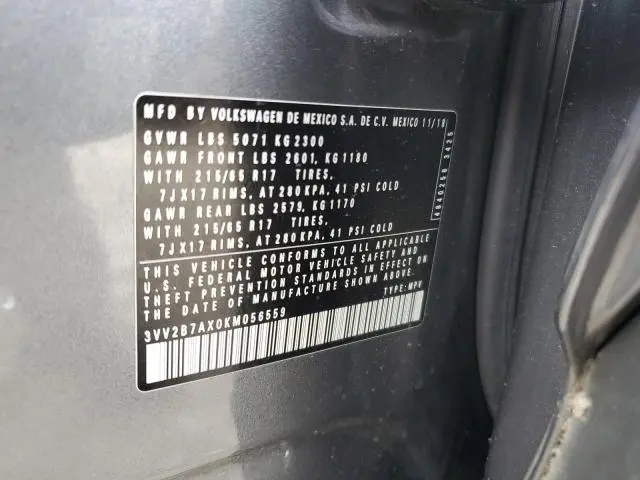 MFD BY VOLKSWAGEN DE MEXICO S.A. DE C.V. MEXICO 11/18
GVWR LBS 5071 KG 2300
GAWR FRONT LBS 2601, KG 1180
WITH 215/65 R17 TIRES,
7JX17 RIMS, AT 280 KPA, 41 PSI COLD
GAWR REAR LBS 2579, KG 1170
WITH 215/65 R17 TIRES,
7JX17 RIMS, AT 280 KPA, 41 PSI COLD
THIS VEHICLE CONFORMS TO ALL APPLICABLE
U.S. FEDERAL MOTOR VEHICLE SAFETY AND
THEFT PREVENTION STANDARDS IN EFFECT ON
THE DATE OF MANUFACTURE SHOWN ABOVE.
3VV2B7AX0KM056559 TYPE: MPV
4840258 3425